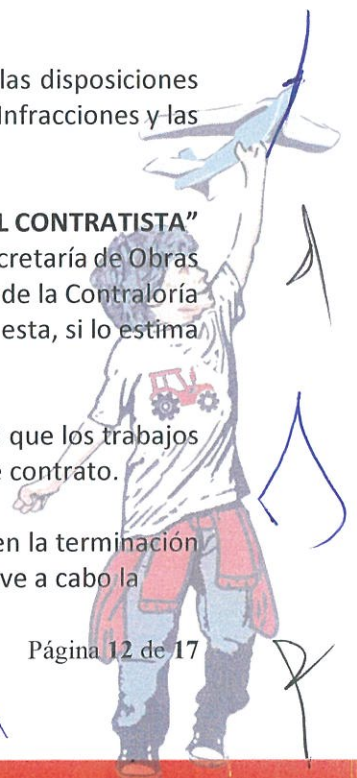 las disposiciones
Infracciones y las
L CONTRATISTA”
cretaría de Obras
de la Contraloría
esta, si lo estima
que los trabajos
e contrato.
en la terminación
ve a cabo la
Página 12 de 17